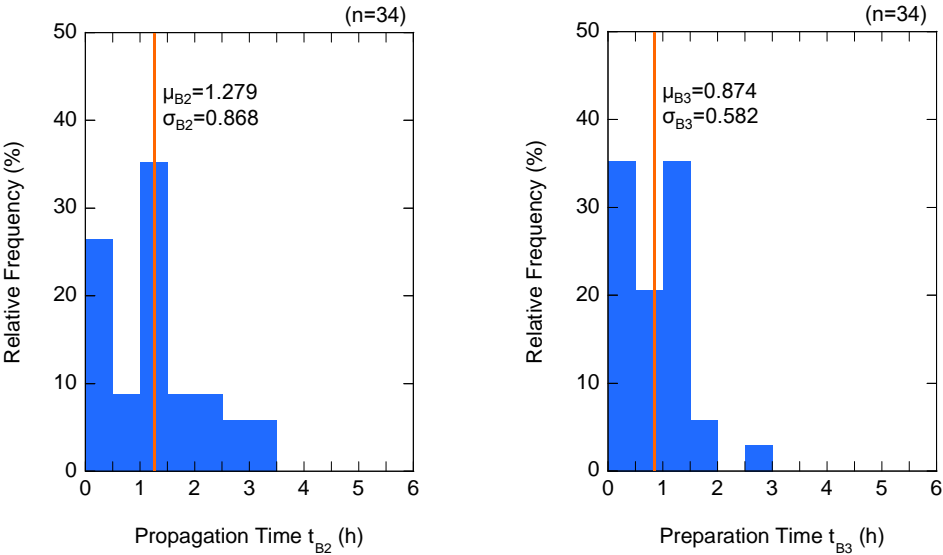 (n=34)
50
40
30
20
10
0
μB2=1.279
σB2=0.868
Relative Frequency (%)
0 1 2 3 4 5 6
Propagation Time tB2 (h)
(n=34)
50
40
30
20
10
0
μB3=0.874
σB3=0.582
Relative Frequency (%)
0 1 2 3 4 5 6
Preparation Time tB3 (h)